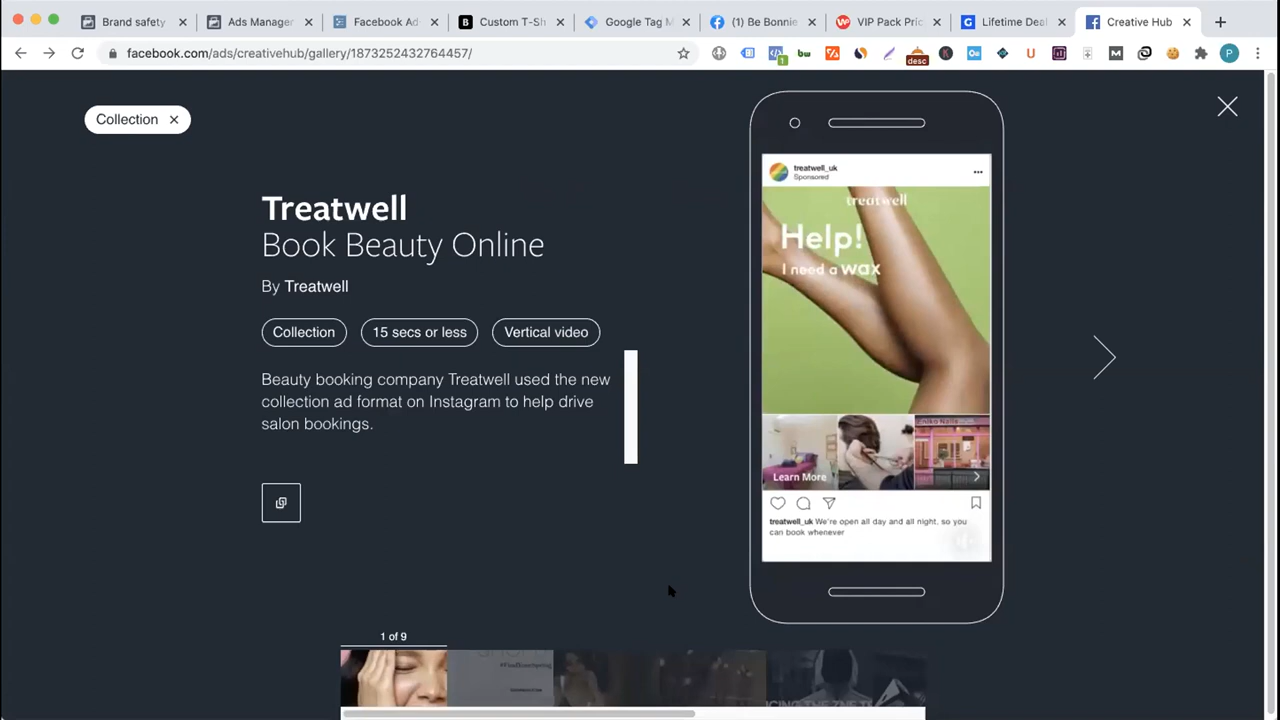 Brand safety
Ads Manager
Facebook Ad
Custom T-Sh
Google Tag M
(1) Be Bonnie
VIP Pack Pric
Lifetime Deal
Creative Hub
facebook.com/ads/creativehub/gallery/1873252432764457/
desc
Collection
Treatwell
Book Beauty Online
By Treatwell
Collection
15 secs or less
Vertical video
Beauty booking company Treatwell used the new
collection ad format on Instagram to help drive
salon bookings.
treatwell_uk
Sponsored
treatwell
Help!
I need a wax
Learn More
treatwell_uk We're open all day and all night, so you
can book whenever
1 of 9